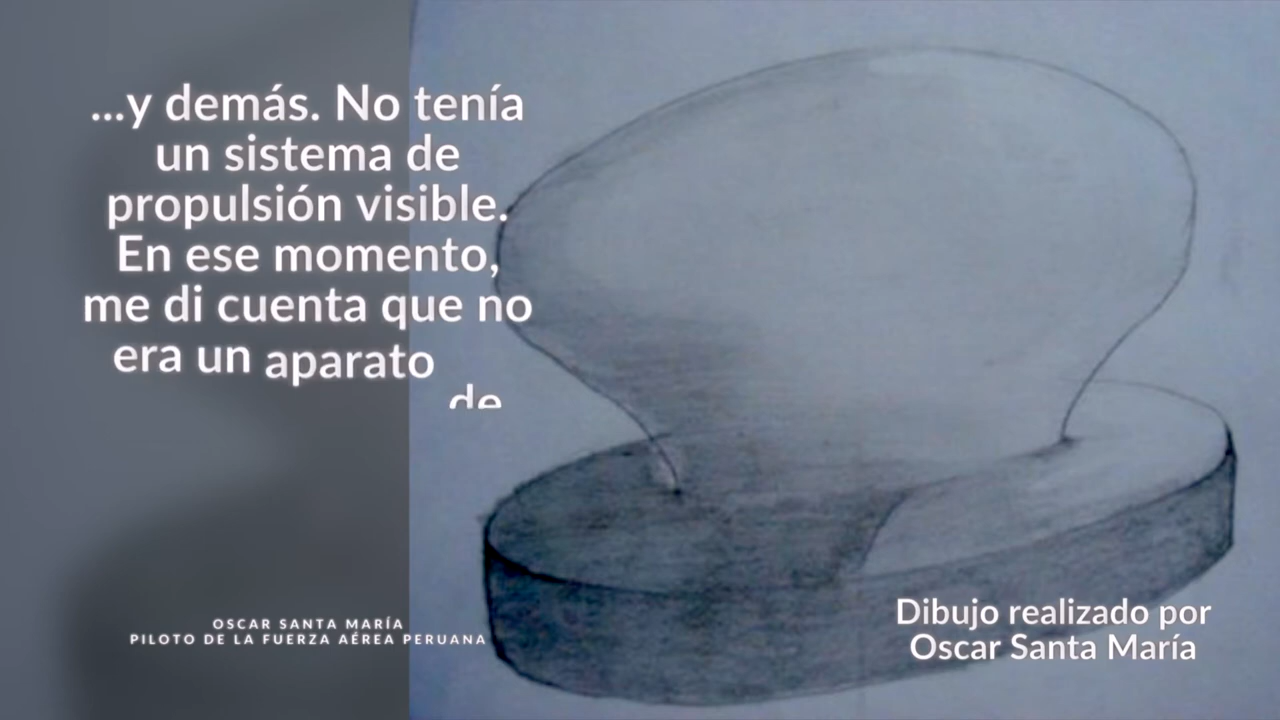 ...y demás. No tenía
un sistema de
propulsión visible.
En ese momento,
me di cuenta que no
era un aparato
de
OSCAR SANTA MARÍA
PILOTO DE LA FUERZA AÉREA PERUANA
Dibujo realizado por
Oscar Santa María